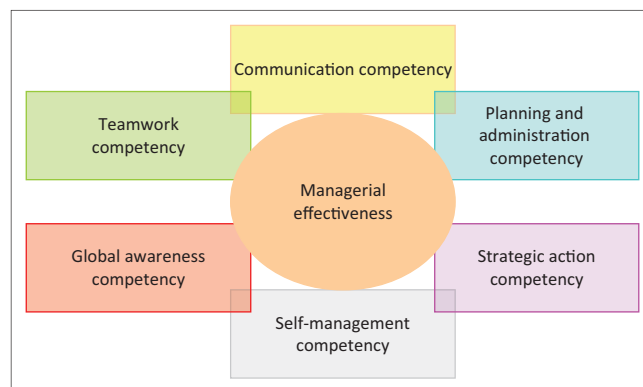 Communication competency
Teamwork
competency
Planning and
administration
competency
Managerial
effectiveness
Global awareness
competency
Strategic action
competency
Self-management
competency